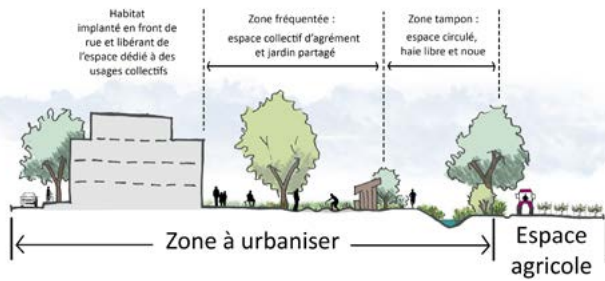 Habitat
implanté en front de
rue et libérant de
l'espace dédié à des
usages collectifs
Zone fréquentée :
espace collectif d'agrément
et jardin partagé
Zone tampon :
espace circulé,
haie libre et noue
Zone à urbaniser
Espace
agricole